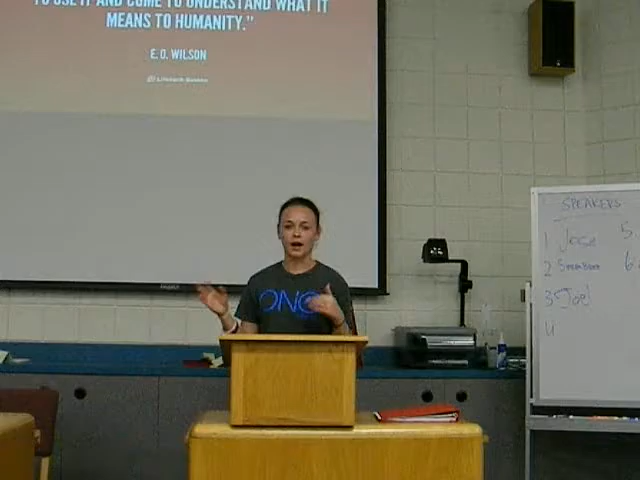 TO USE IT AND COME TO UNDERSTAND WHAT IT
MEANS TO HUMANITY."
E. O. WILSON
SPEAKERS
1 Jose
2
3 Joel
4
5.
6.